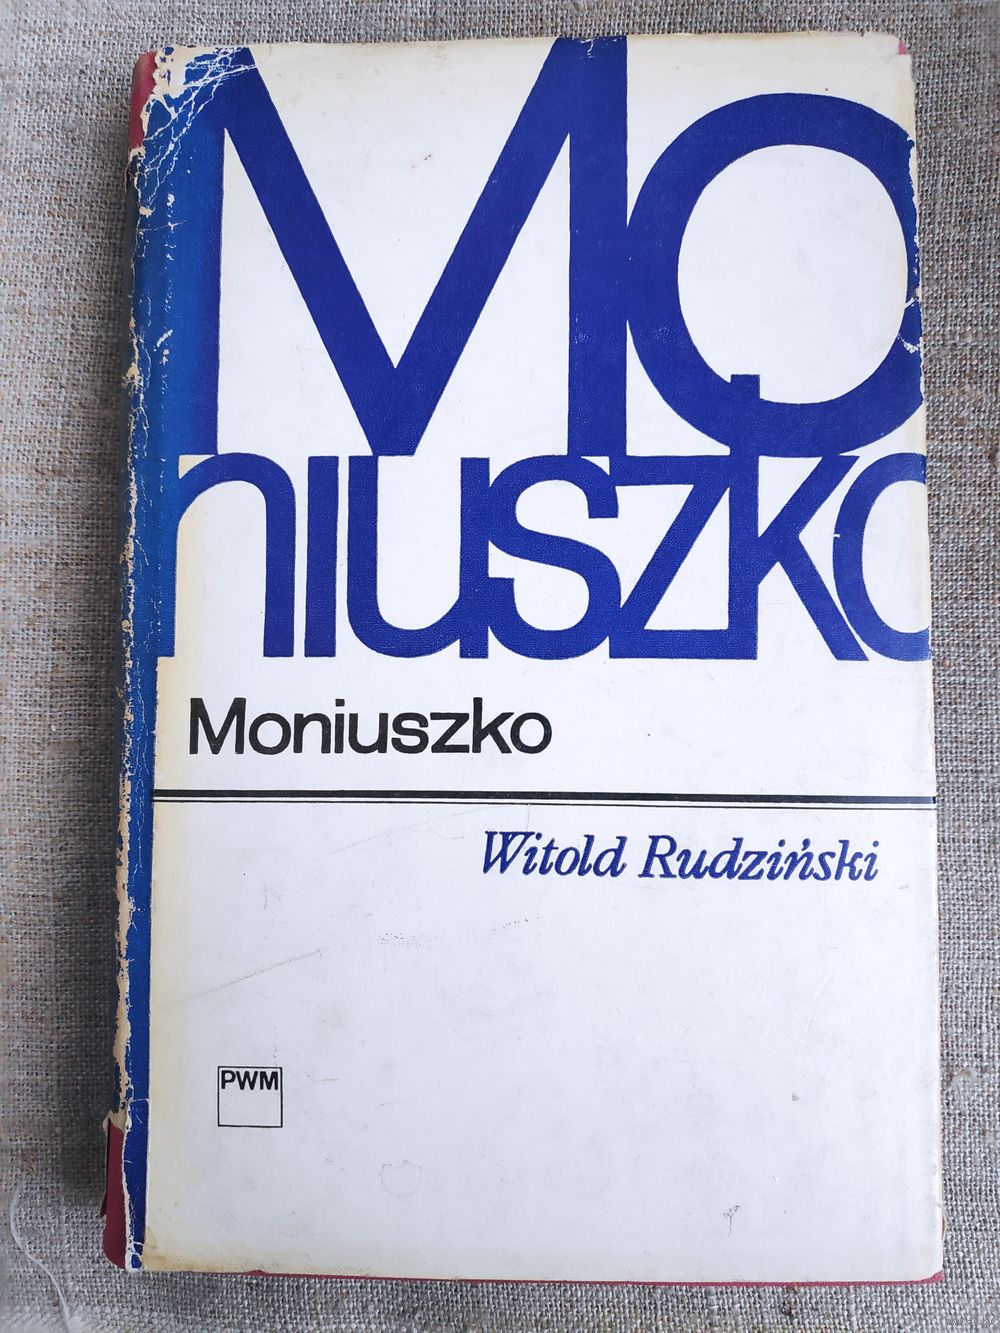 Mo
niuszko
Moniuszko
Witold Rudziński
PWM